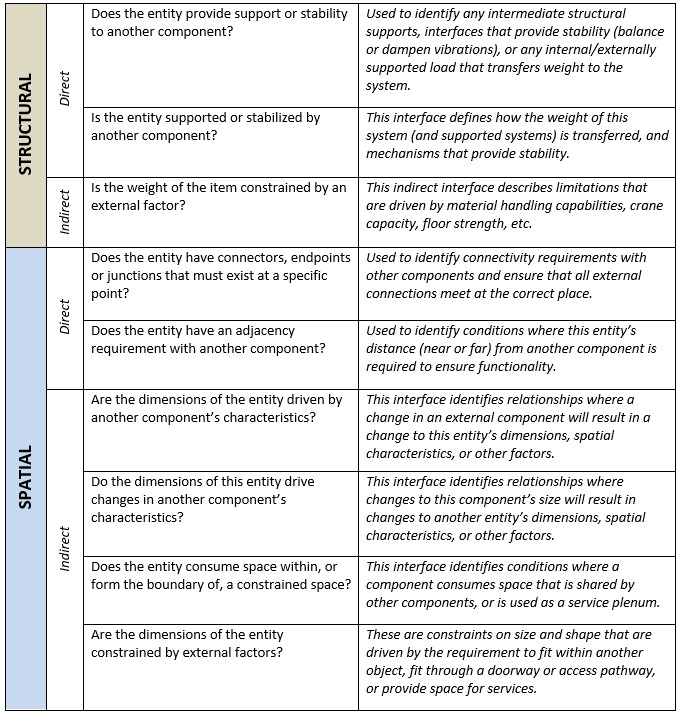 STRUCTURAL
Direct
Does the entity provide support or stability
to another component?
Used to identify any intermediate structural
supports, interfaces that provide stability (balance
or dampen vibrations), or any internal/externally
supported load that transfers weight to the
system.
Is the entity supported or stabilized by
another component?
This interface defines how the weight of this
system (and supported systems) is transferred, and
mechanisms that provide stability.
Indirect
Is the weight of the item constrained by an
external factor?
This indirect interface describes limitations that
are driven by material handling capabilities, crane
capacity, floor strength, etc.
SPATIAL
Direct
Does the entity have connectors, endpoints
or junctions that must exist at a specific
point?
Used to identify connectivity requirements with
other components and ensure that all external
connections meet at the correct place.
Does the entity have an adjacency
requirement with another component?
Used to identify conditions where this entity’s
distance (near or far) from another component is
required to ensure functionality.
Indirect
Are the dimensions of the entity driven by
another component’s characteristics?
This interface identifies relationships where a
change in an external component will result in a
change to this entity’s dimensions, spatial
characteristics, or other factors.
Do the dimensions of this entity drive
changes in another component’s
characteristics?
This interface identifies relationships where
changes to this component’s size will result in
changes to another entity’s dimensions, spatial
characteristics, or other factors.
Does the entity consume space within, or
form the boundary of, a constrained space?
This interface identifies conditions where a
component consumes space that is shared by
other components, or is used as a service plenum.
Are the dimensions of the entity
constrained by external factors?
These are constraints on size and shape that are
driven by the requirement to fit within another
object, fit through a doorway or access pathway,
or provide space for services.